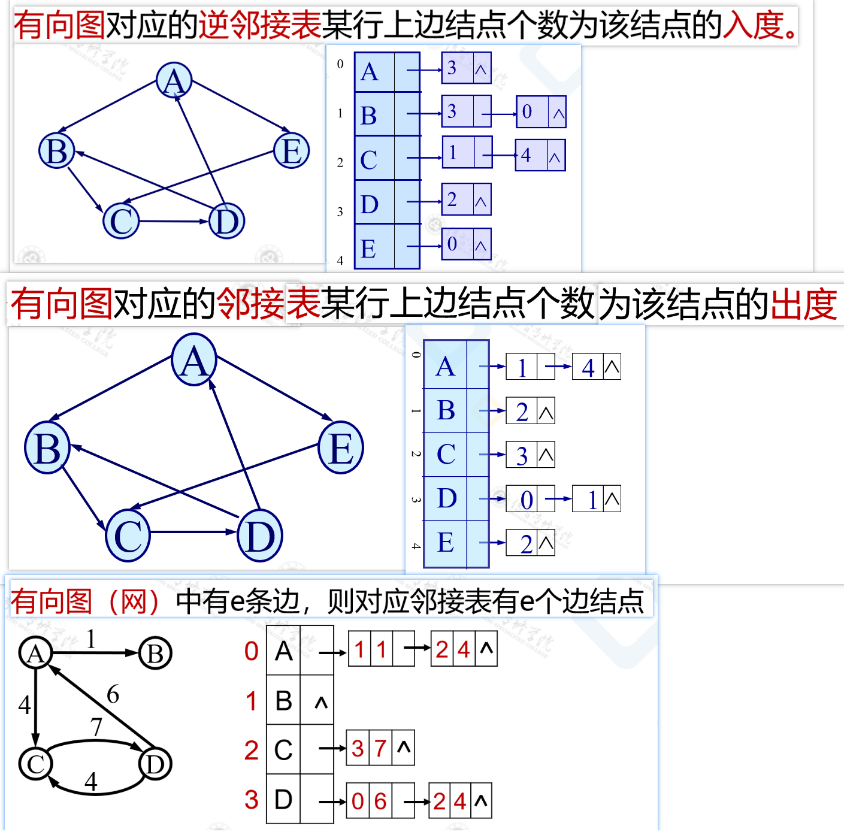 有向图对应的逆邻接表某行上边结点个数为该结点的入度。
A
B
E
C
D
0 A 3 ∧
1 B 3 0 ∧
2 C 1 4 ∧
3 D 2 ∧
4 E 0 ∧
有向图对应的邻接表某行上边结点个数为该结点的出度
A
B
E
C
D
0 A 1 4 ∧
1 B 2 ∧
2 C 3 ∧
3 D 0 1 ∧
4 E 2 ∧
有向图（网）中有e条边，则对应邻接表有e个边结点
A 1 B
4
6
7
C D
4
0 A 1 1 2 4 ∧
1 B ∧
2 C 3 7 ∧
3 D 0 6 2 4 ∧